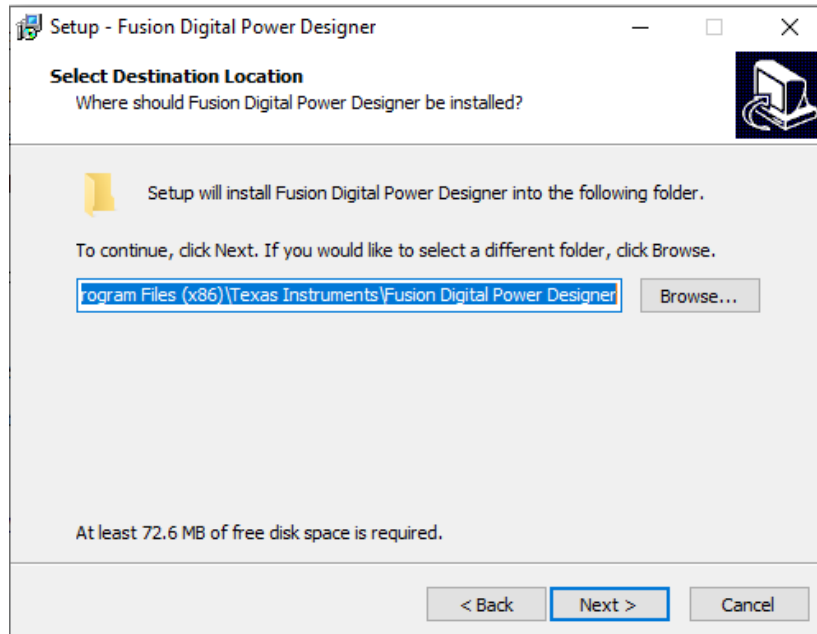 Setup - Fusion Digital Power Designer
Select Destination Location
Where should Fusion Digital Power Designer be installed?
Setup will install Fusion Digital Power Designer into the following folder.
To continue, click Next. If you would like to select a different folder, click Browse.
rogram Files (x86)\Texas Instruments\Fusion Digital Power Designer
Browse...
At least 72.6 MB of free disk space is required.
< Back
Next >
Cancel